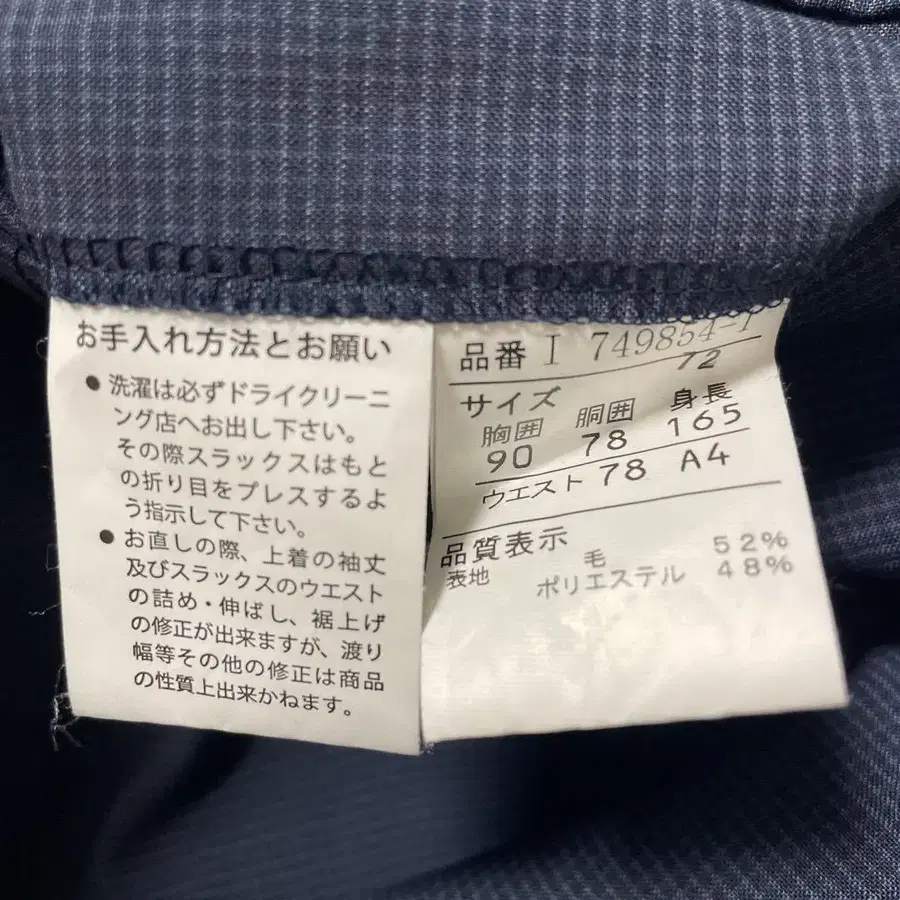 お手入れ方法とお願い
● 洗濯は必ずドライクリーニ
ング店へお出し下さい。
その際スラックスはもと
の折り目をプレスするよ
う指示して下さい。
● お直しの際、上着の袖丈
及びスラックスのウエスト
の詰め・伸ばし、裾上げ
の修正が出来ますが、渡り
幅等その他の修正は商品
の性質上出来かねます。
品番 I 749854-1
72
サイズ
胸囲 胴囲 身長
90 78 165
ウエスト 78 A4
品質表示
表地 毛 52%
ポリエステル 48%